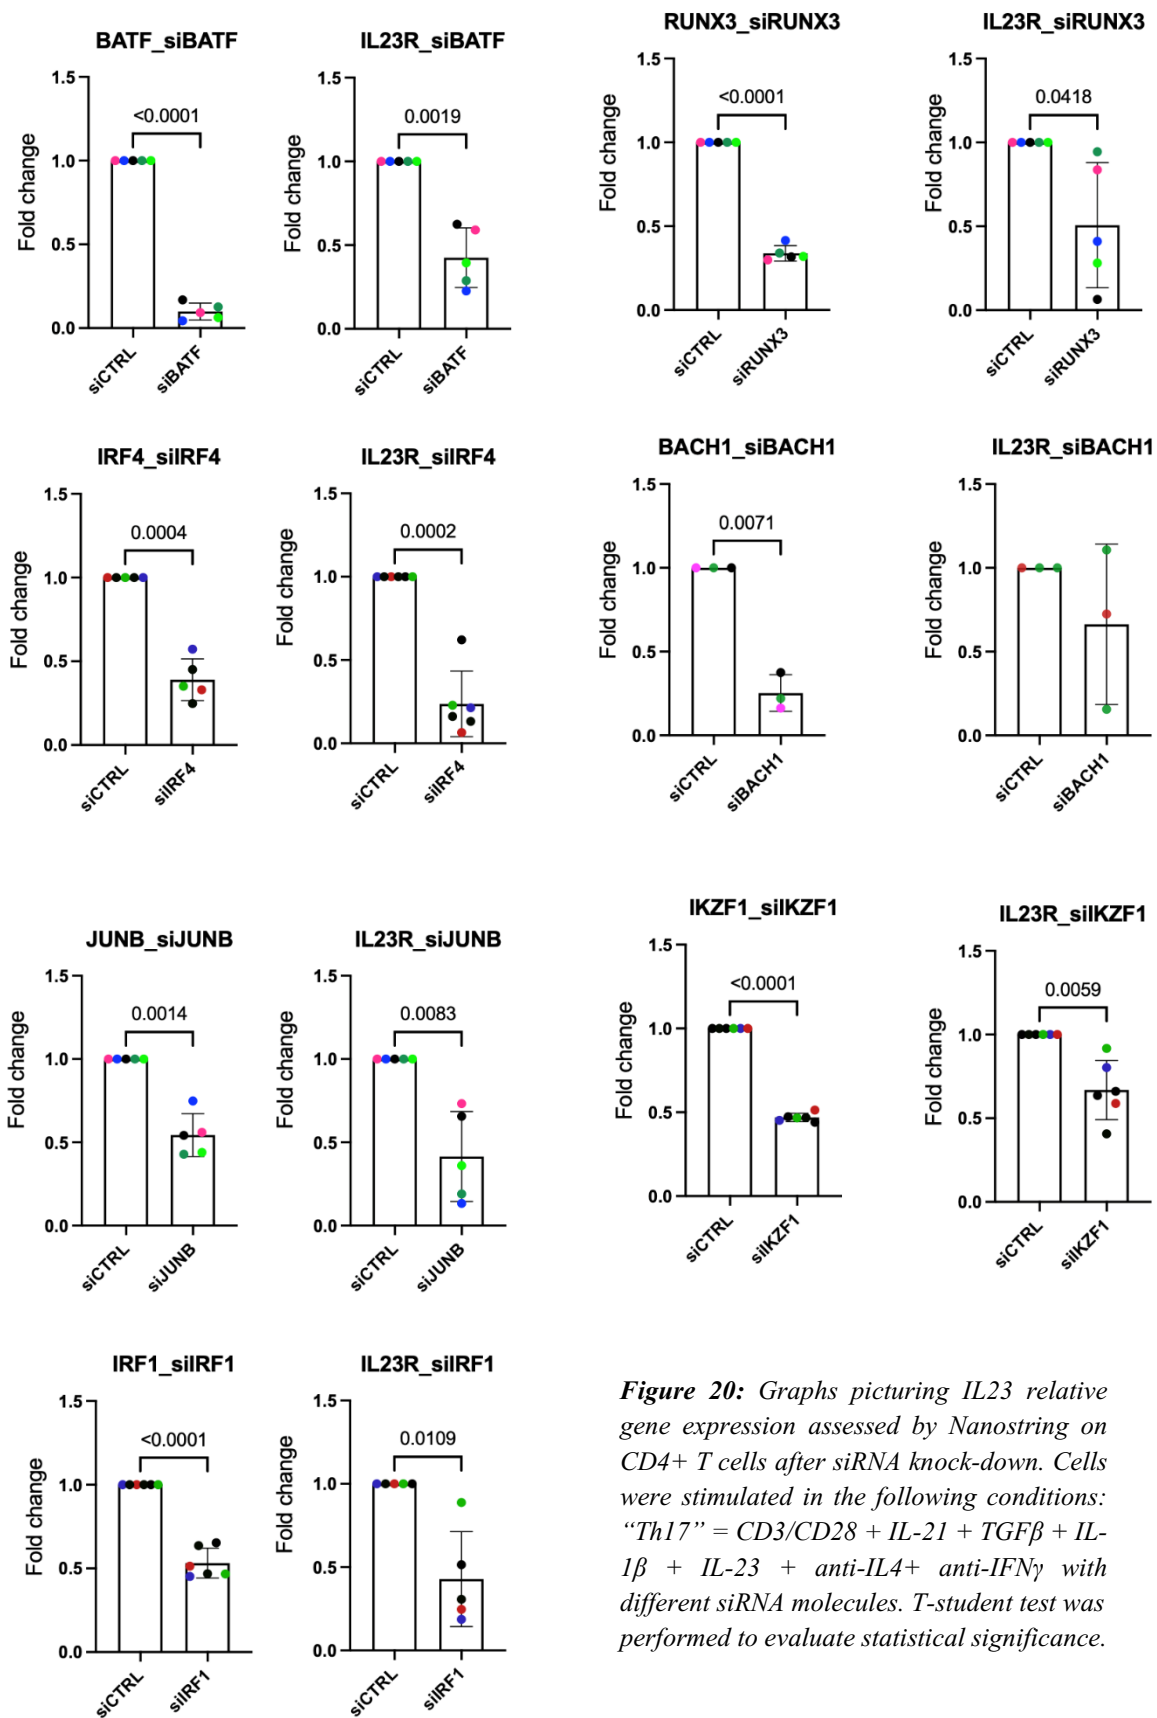 BATF_siBATF
1.5
<0.0001
1.0
Fold change
0.5
0.0
siCTRL
siBATF
IL23R_siBATF
1.5
0.0019
1.0
Fold change
0.5
0.0
siCTRL
siBATF
RUNX3_siRUNX3
1.5
<0.0001
1.0
Fold change
0.5
0.0
siCTRL
siRUNX3
IL23R_siRUNX3
1.5
0.0418
1.0
Fold change
0.5
0.0
siCTRL
siRUNX3
IRF4_siIRF4
1.5
0.0004
1.0
Fold change
0.5
0.0
siCTRL
siIRF4
IL23R_siIRF4
1.5
0.0002
1.0
Fold change
0.5
0.0
siCTRL
siIRF4
BACH1_siBACH1
1.5
0.0071
1.0
Fold change
0.5
0.0
siCTRL
siBACH1
IL23R_siBACH1
1.5
1.0
Fold change
0.5
0.0
siCTRL
siBACH1
JUNB_siJUNB
1.5
0.0014
1.0
Fold change
0.5
0.0
siCTRL
siJUNB
IL23R_siJUNB
1.5
0.0083
1.0
Fold change
0.5
0.0
siCTRL
siJUNB
IKZF1_siIKZF1
1.5
<0.0001
1.0
Fold change
0.5
0.0
siCTRL
siIKZF1
IL23R_siIKZF1
1.5
0.0059
1.0
Fold change
0.5
0.0
siCTRL
siIKZF1
IRF1_siIRF1
1.5
<0.0001
1.0
Fold change
0.5
0.0
siCTRL
siIRF1
IL23R_siIRF1
1.5
0.0109
1.0
Fold change
0.5
0.0
siCTRL
siIRF1
Figure 20: Graphs picturing IL23 relative
gene expression assessed by Nanostring on
CD4+ T cells after siRNA knock-down. Cells
were stimulated in the following conditions:
“Th17” = CD3/CD28 + IL-21 + TGFβ + IL-
1β + IL-23 + anti-IL4+ anti-IFNγ with
different siRNA molecules. T-student test was
performed to evaluate statistical significance.